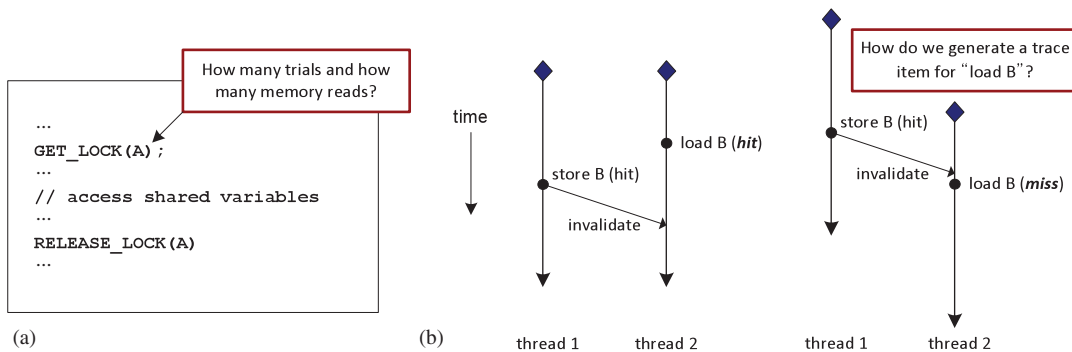 How many trials and how
many memory reads?
...
GET_LOCK(A);
...
// access shared variables
...
RELEASE_LOCK(A)
...
(a)
time
store B (hit)
load B (hit)
invalidate
thread 1
thread 2
(b)
How do we generate a trace
item for “load B”?
store B (hit)
invalidate
load B (miss)
thread 1
thread 2